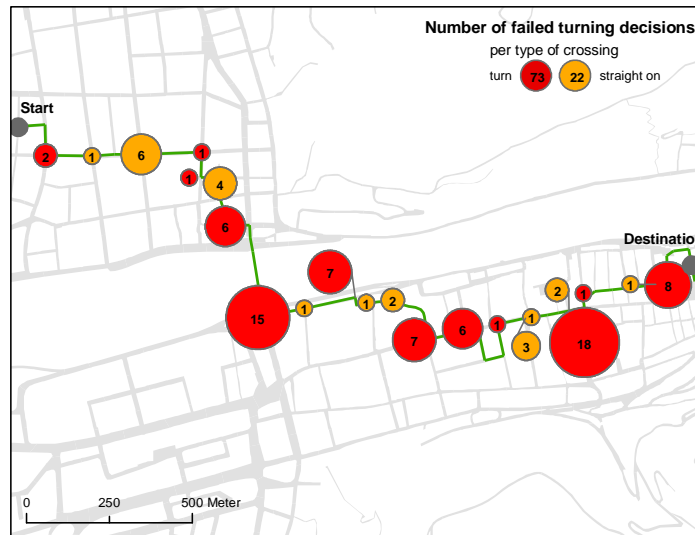 Number of failed turning decisions
per type of crossing
turn 73 22 straight on
Start
2 1 6 1
1 4
6
Destinatio
7
15 1 1 2
7 6 1 1
3
2 1 1 8
18
0 250 500 Meter